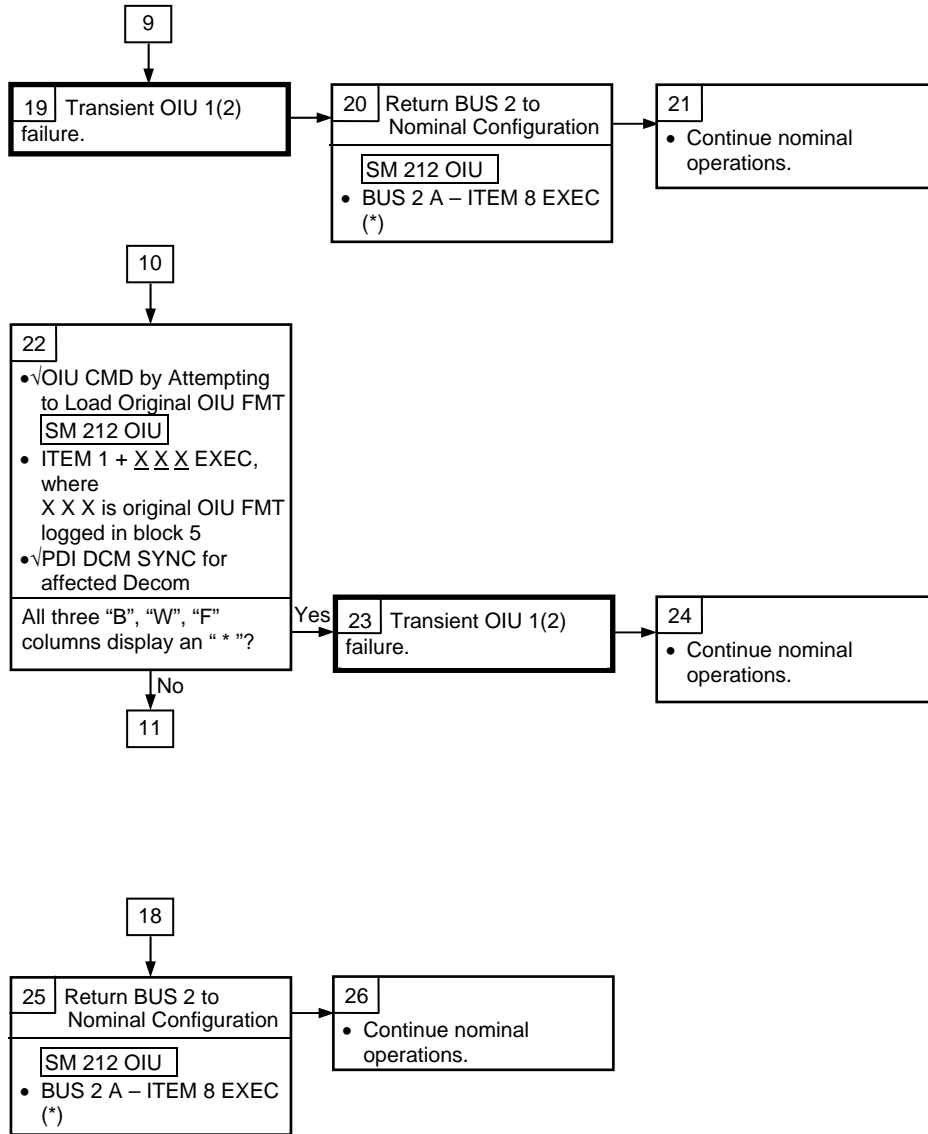 9
19 Transient OIU 1(2)
failure.
20 Return BUS 2 to
Nominal Configuration
SM 212 OIU
• BUS 2 A – ITEM 8 EXEC
(*)
21
• Continue nominal
operations.
10
22
•√OIU CMD by Attempting
to Load Original OIU FMT
SM 212 OIU
• ITEM 1 + X X X EXEC,
where
X X X is original OIU FMT
logged in block 5
•√PDI DCM SYNC for
affected Decom
All three “B”, “W”, “F”
columns display an “ * ”?
Yes
23 Transient OIU 1(2)
failure.
24
• Continue nominal
operations.
No
11
18
25 Return BUS 2 to
Nominal Configuration
SM 212 OIU
• BUS 2 A – ITEM 8 EXEC
(*)
26
• Continue nominal
operations.